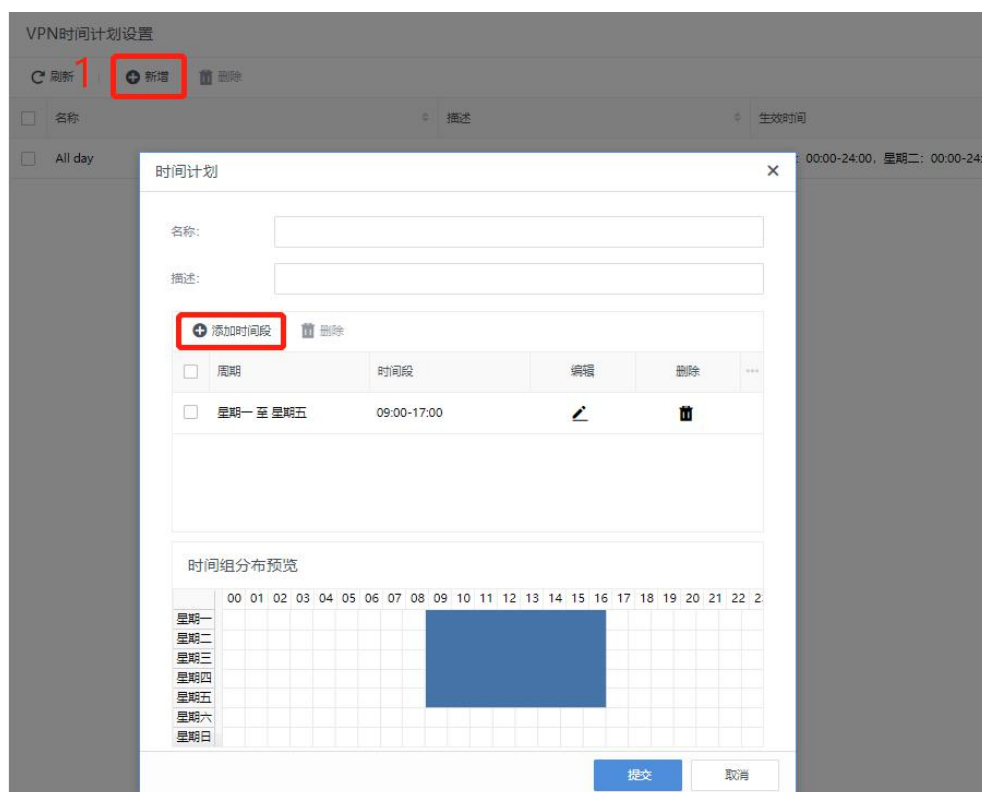 VPN时间计划设置
刷新 1 新增 删除
名称 描述 生效时间
All day : 00:00-24:00, 星期二: 00:00-24:
时间计划
名称:
描述:
添加时间段 删除
周期 时间段 编辑 删除 ...
星期一 至 星期五 09:00-17:00
时间组分布预览
00 01 02 03 04 05 06 07 08 09 10 11 12 13 14 15 16 17 18 19 20 21 22 2
星期一
星期二
星期三
星期四
星期五
星期六
星期日
提交 取消